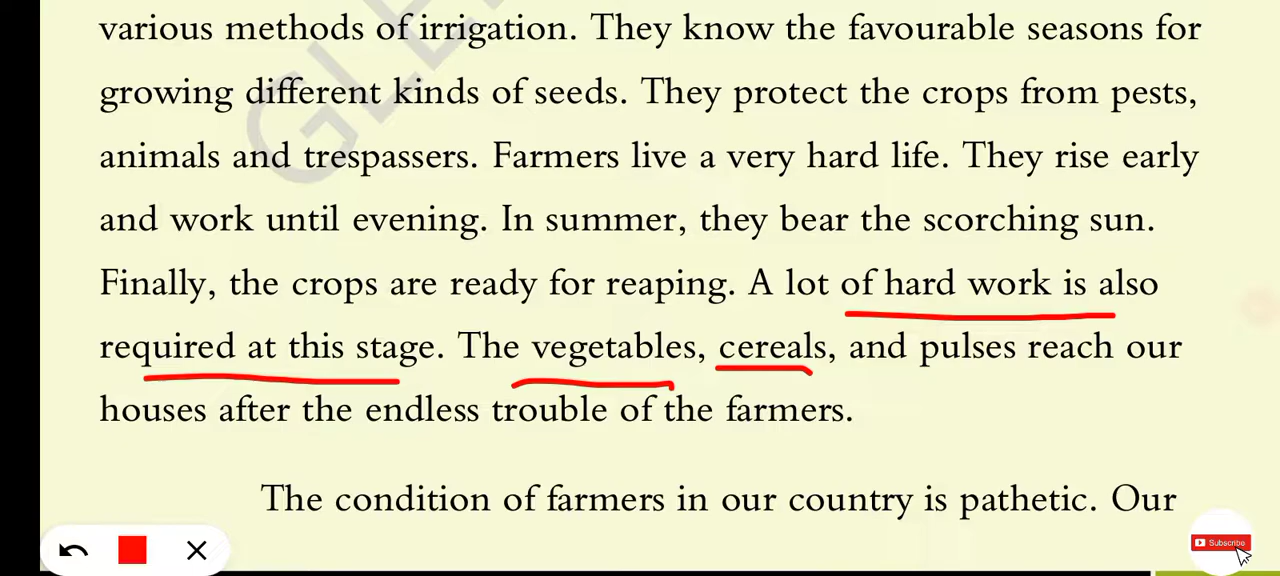 various methods of irrigation. They know the favourable seasons for
growing different kinds of seeds. They protect the crops from pests,
animals and trespassers. Farmers live a very hard life. They rise early
and work until evening. In summer, they bear the scorching sun.
Finally, the crops are ready for reaping. A lot of hard work is also
required at this stage. The vegetables, cereals, and pulses reach our
houses after the endless trouble of the farmers.
The condition of farmers in our country is pathetic. Our
Subscribe